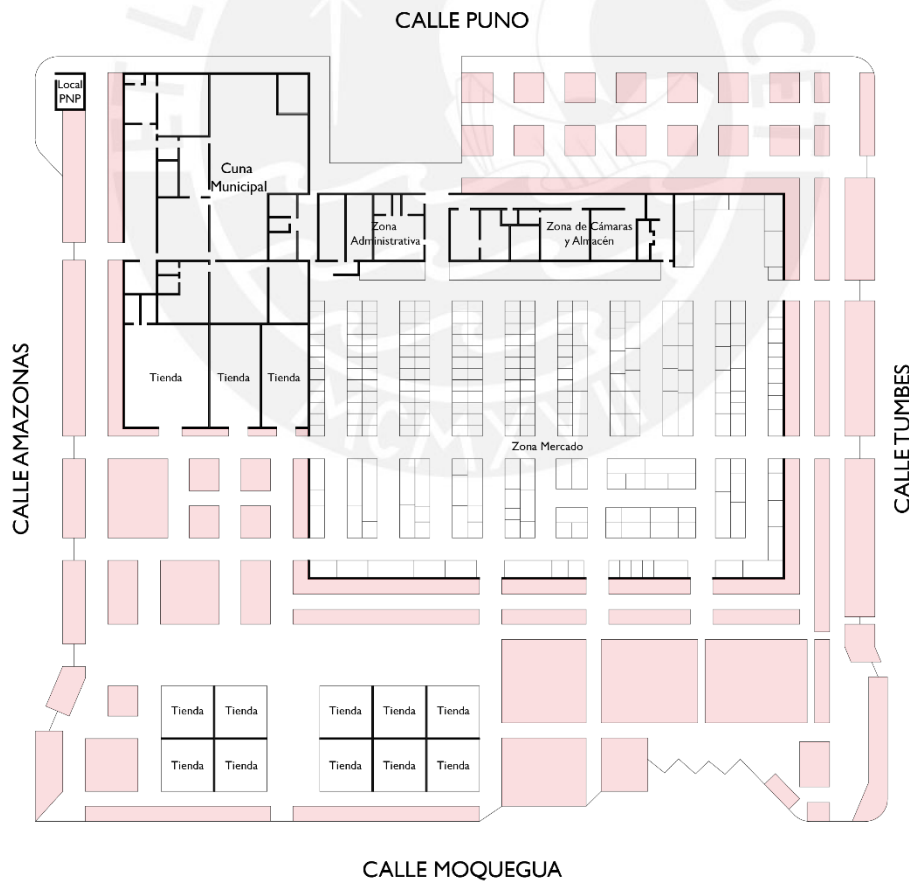 CALLE PUNO
Local
PNP
Cuna
Municipal
Zona
Administrativa
Zona de Cámaras
y Almacén
CALLE AMAZONAS
CALLE TUMBES
Tienda
Tienda
Tienda
Zona Mercado
MCMXVII
Tienda
Tienda
Tienda
Tienda
Tienda
Tienda
Tienda
Tienda
Tienda
Tienda
CALLE MOQUEGUA